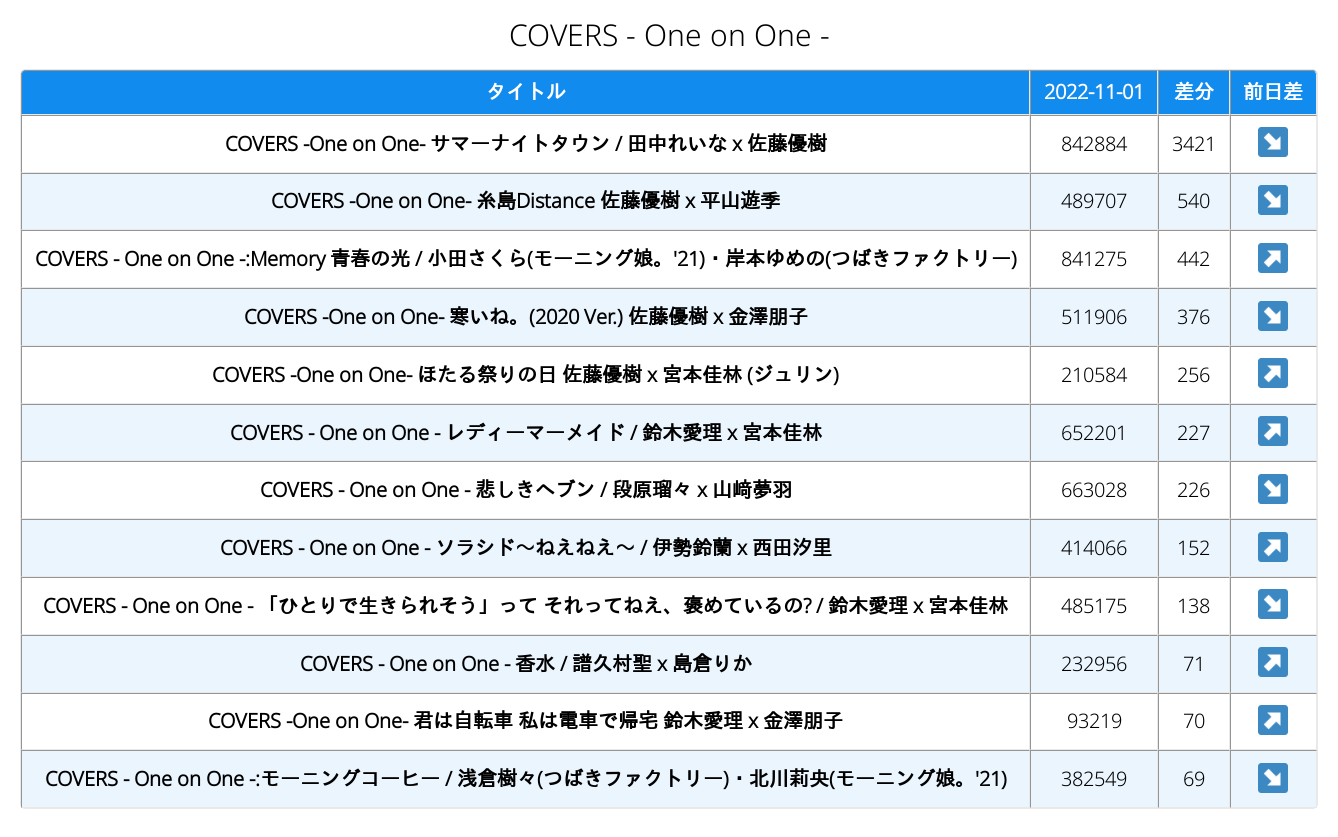 COVERS - One on One -
タイトル 2022-11-01 差分 前日差
COVERS -One on One- サマーナイトタウン / 田中れいな x 佐藤優樹 842884 3421 ↘
COVERS -One on One- 糸島Distance 佐藤優樹 x 平山遊季 489707 540 ↘
COVERS - One on One -:Memory 青春の光 / 小田さくら(モーニング娘。'21)・岸本ゆめの(つばきファクトリー) 841275 442 ↗
COVERS -One on One- 寒いね。(2020 Ver.) 佐藤優樹 x 金澤朋子 511906 376 ↘
COVERS -One on One- ほたる祭りの日 佐藤優樹 x 宮本佳林 (ジュリン) 210584 256 ↗
COVERS - One on One - レディーマーメイド / 鈴木愛理 x 宮本佳林 652201 227 ↗
COVERS - One on One - 悲しきヘブン / 段原瑠々 x 山﨑夢羽 663028 226 ↘
COVERS - One on One - ソラシド〜ねえねえ〜 / 伊勢鈴蘭 x 西田汐里 414066 152 ↗
COVERS - One on One - 「ひとりで生きられそう」って それってねえ、褒めているの? / 鈴木愛理 x 宮本佳林 485175 138 ↘
COVERS - One on One - 香水 / 譜久村聖 x 島倉りか 232956 71 ↗
COVERS -One on One- 君は自転車 私は電車で帰宅 鈴木愛理 x 金澤朋子 93219 70 ↗
COVERS - One on One -:モーニングコーヒー / 浅倉樹々(つばきファクトリー)・北川莉央(モーニング娘。'21) 382549 69 ↘